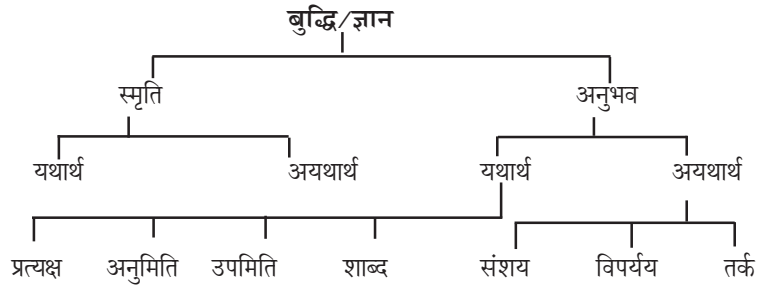 बुद्धि/ज्ञान
स्मृति अनुभव
यथार्थ अयथार्थ यथार्थ अयथार्थ
प्रत्यक्ष अनुमिति उपमिति शाब्द संशय विपर्यय तर्क